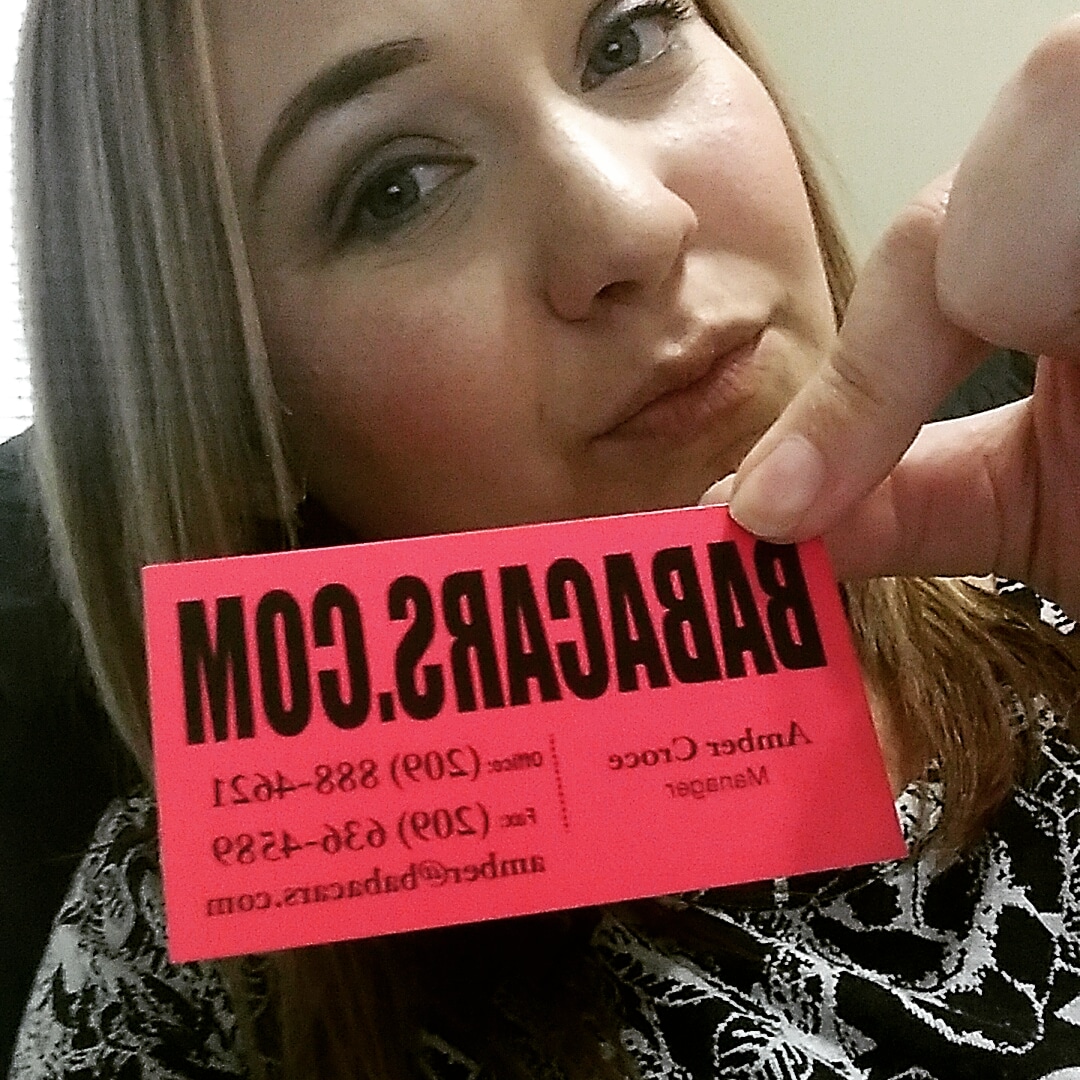 BABACARS.COM
Amber Croce
Manager
Office: (209) 888-4621
Fax: (209) 636-4589
amber@babacars.com